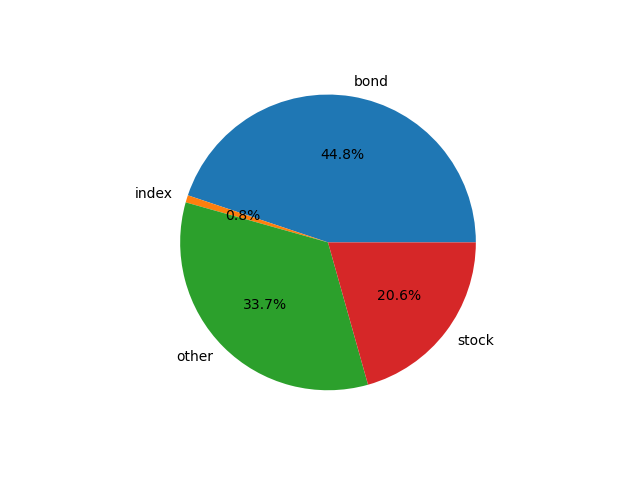 bond
44.8%
index
0.8%
33.7%
20.6%
other
stock